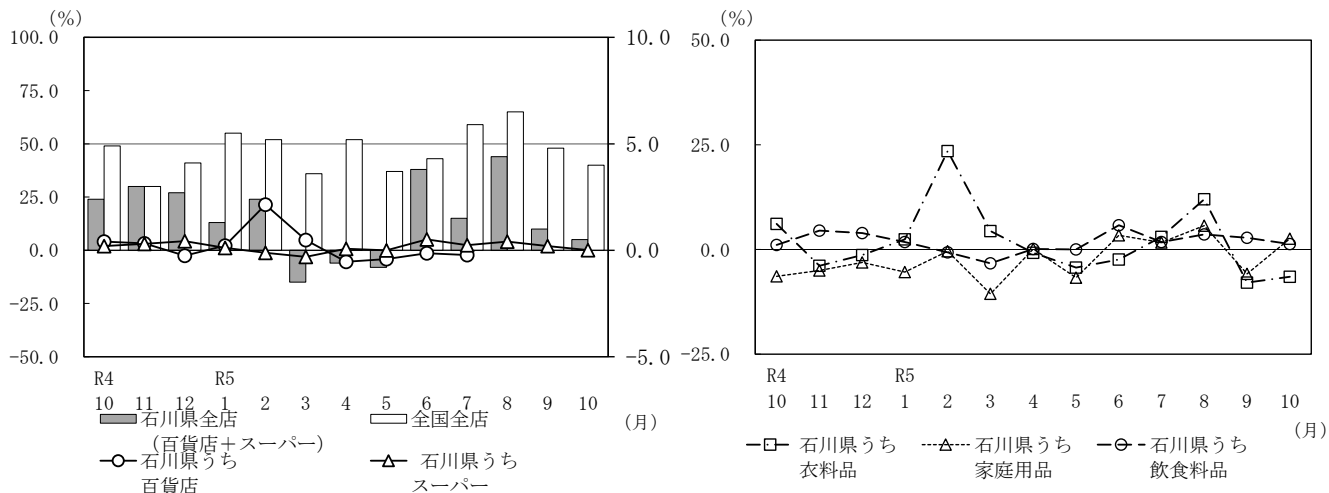 (%)
100.0
75.0
50.0
25.0
0.0
-25.0
-50.0
10.0
5.0
0.0
-5.0
R4 R5
10 11 12 1 2 3 4 5 6 7 8 9 10
(月)
石川県全店
(百貨店＋スーパー)
全国全店
石川県うち
百貨店
石川県うち
スーパー
(%)
50.0
25.0
0.0
-25.0
R4 R5
10 11 12 1 2 3 4 5 6 7 8 9 10
(月)
石川県うち
衣料品
石川県うち
家庭用品
石川県うち
飲食料品